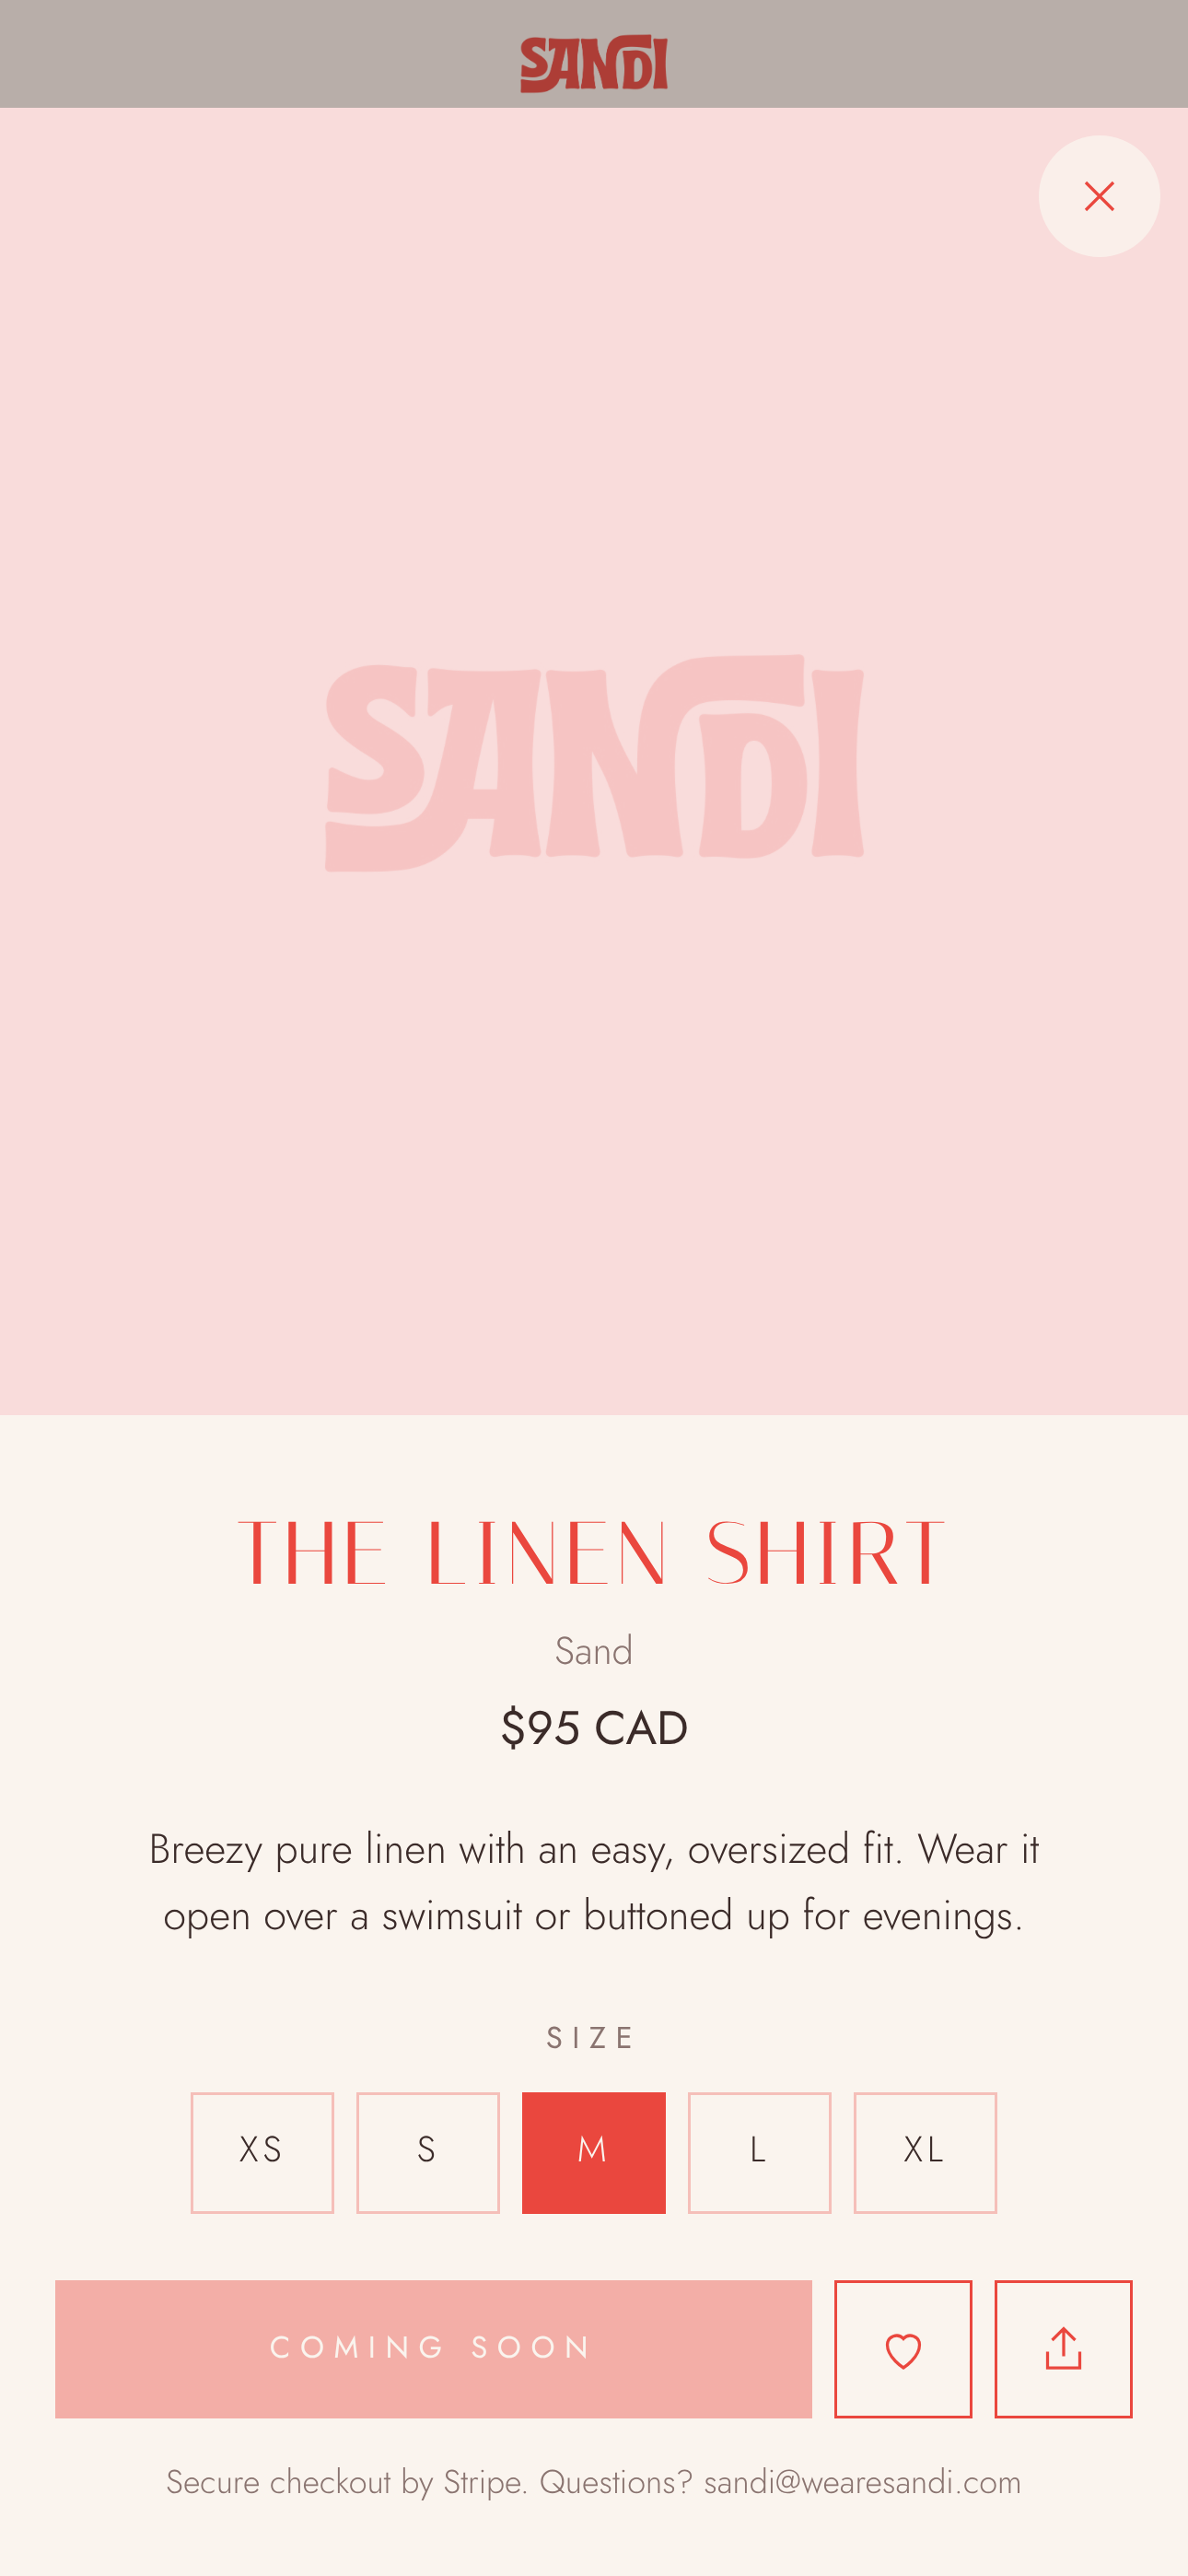 SANDI
SANDI
THE LINEN SHIRT
Sand
$95 CAD
Breezy pure linen with an easy, oversized fit. Wear it
open over a swimsuit or buttoned up for evenings.
SIZE
XS S M L XL
COMING SOON
Secure checkout by Stripe. Questions? sandi@wearesandi.com